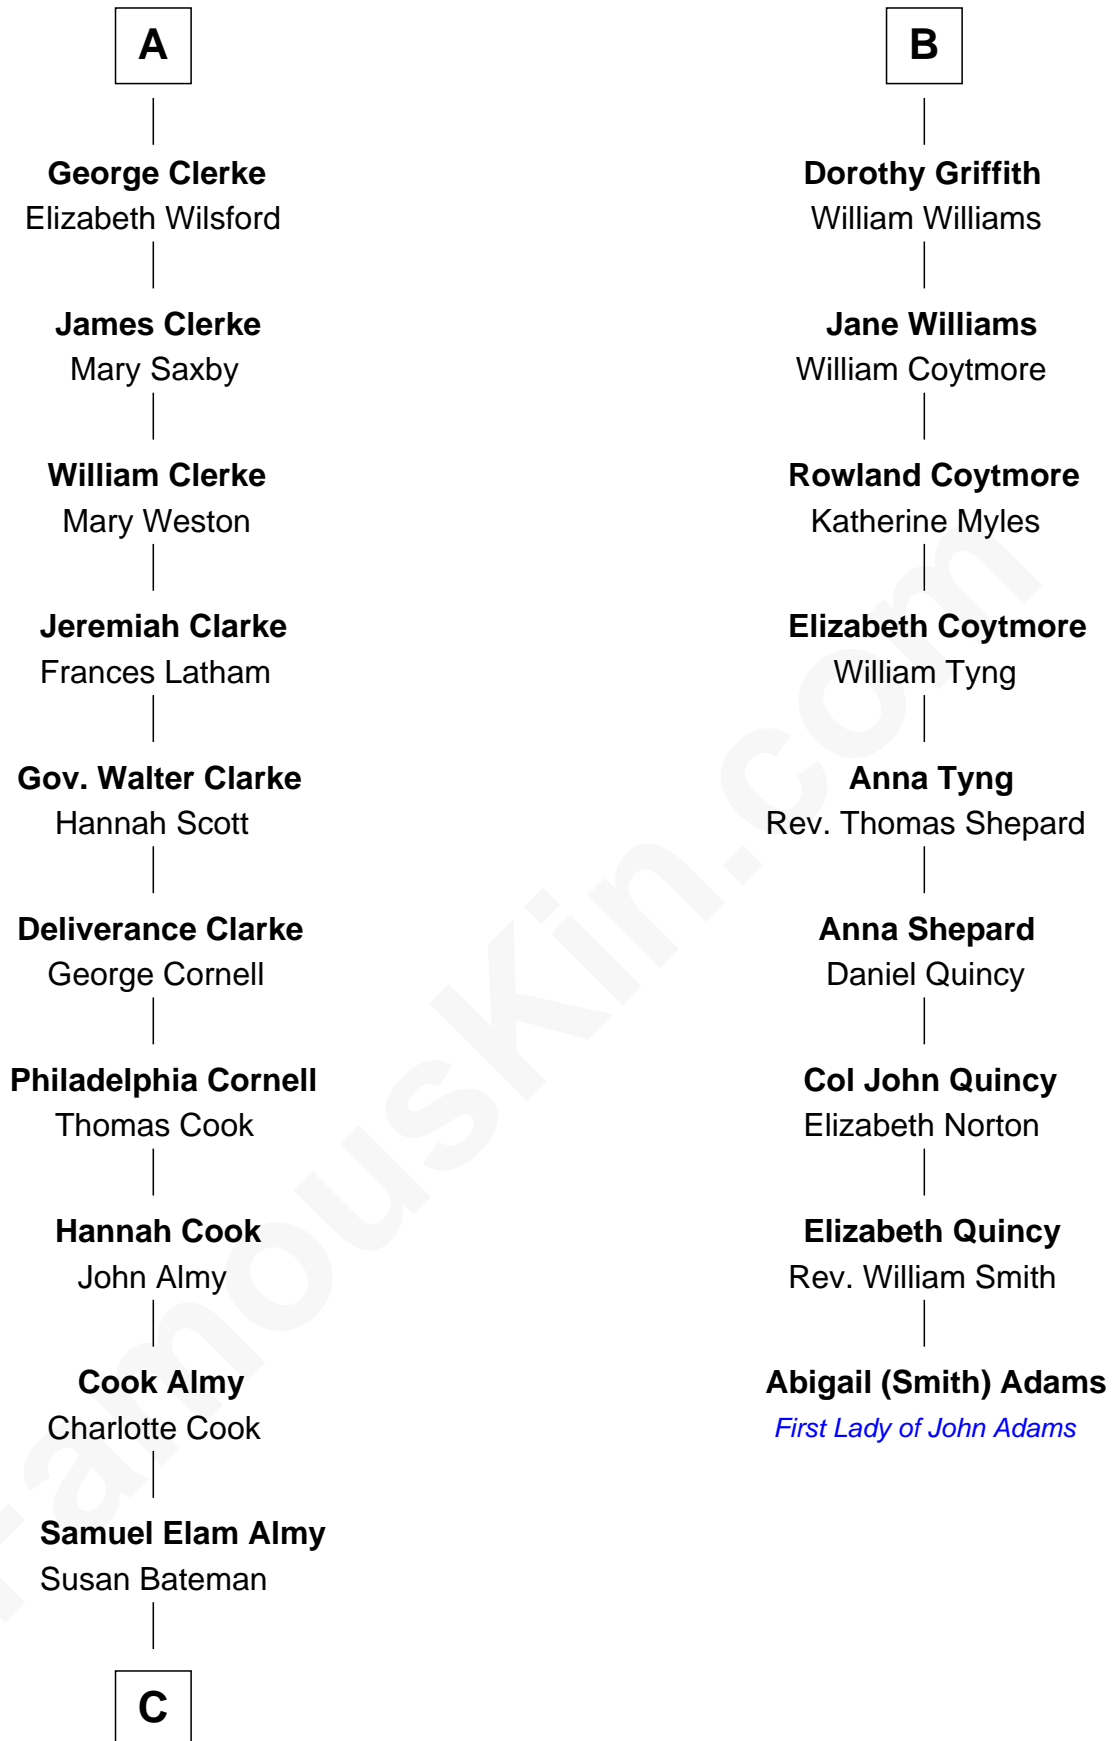 A
George Clerke
Elizabeth Wilsford
James Clerke
Mary Saxby
William Clerke
Mary Weston
Jeremiah Clarke
Frances Latham
Gov. Walter Clarke
Hannah Scott
Deliverance Clarke
George Cornell
Philadelphia Cornell
Thomas Cook
Hannah Cook
John Almy
Cook Almy
Charlotte Cook
Samuel Elam Almy
Susan Bateman
C
B
Dorothy Griffith
William Williams
Jane Williams
William Coytmore
Rowland Coytmore
Katherine Myles
Elizabeth Coytmore
William Tyng
Anna Tyng
Rev. Thomas Shepard
Anna Shepard
Daniel Quincy
Col John Quincy
Elizabeth Norton
Elizabeth Quincy
Rev. William Smith
Abigail (Smith) Adams
First Lady of John Adams
FamousKin.com